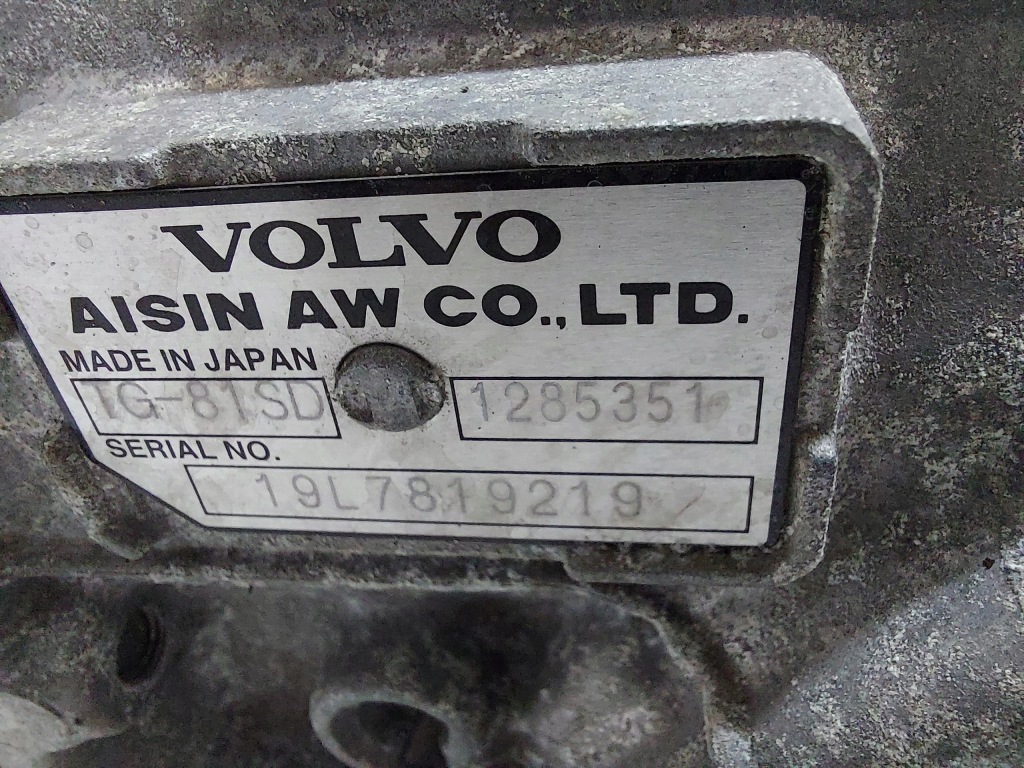 VOLVO
AISIN AW CO., LTD.
MADE IN JAPAN
TG-81SD 1285351
SERIAL NO.
19L7819219